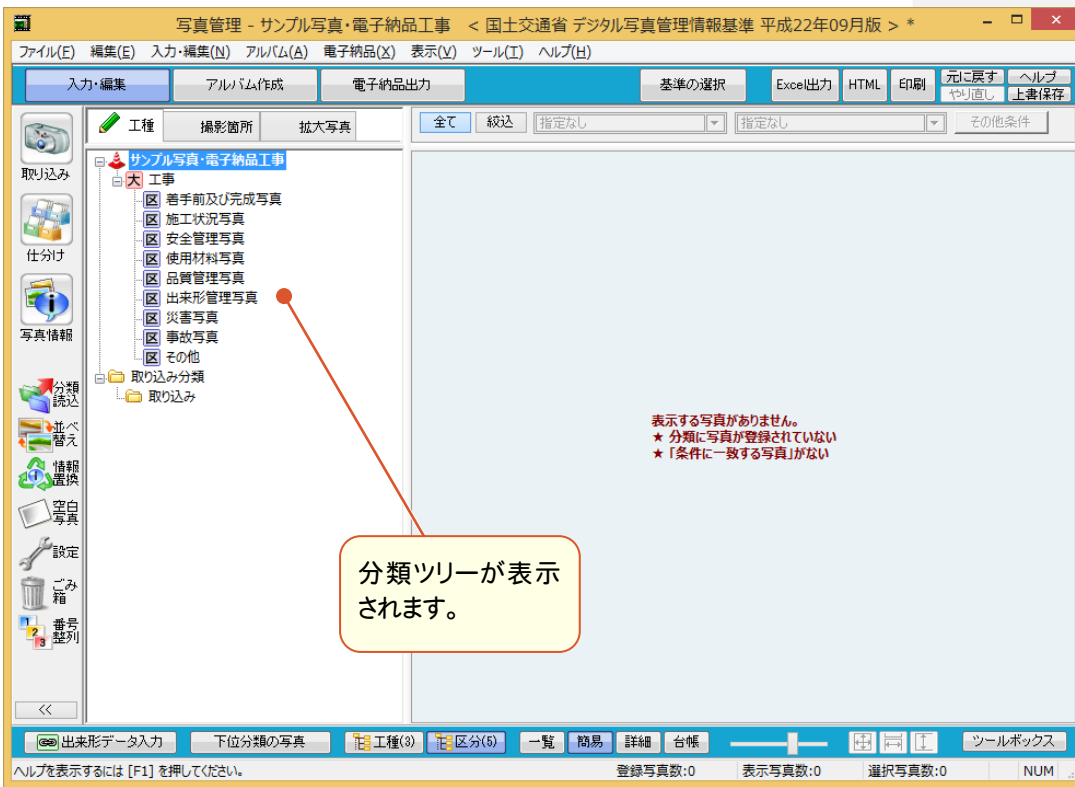 写真管理 - サンプル写真・電子納品工事 < 国土交通省 デジタル写真管理情報基準 平成22年09月版 > *
ファイル(F) 編集(E) 入力・編集(N) アルバム(A) 電子納品(X) 表示(V) ツール(T) ヘルプ(H)
入力・編集 アルバム作成 電子納品出力 基準の選択 Excel出力 HTML 印刷 元に戻す ヘルプ
やり直し 上書保存
工種 撮影箇所 拡大写真 全て 絞込 指定なし 指定なし その他条件
取り込み
仕分け
写真情報
分類
読込
並べ
替え
情報
置換
空白
写真
設定
ごみ
箱
1 2 3 番号
整列
<<
サンプル写真・電子納品工事
大 工事
区 着手前及び完成写真
区 施工状況写真
区 安全管理写真
区 使用材料写真
区 品質管理写真
区 出来形管理写真
区 災害写真
区 事故写真
区 その他
取り込み分類
取り込み
表示する写真がありません。
★ 分類に写真が登録されていない
★「条件に一致する写真」がない
分類ツリーが表示
されます。
出来形データ入力 下位分類の写真 工種(3) 区分(5) 一覧 簡易 詳細 台帳 ツールボックス
ヘルプを表示するには [F1] を押してください。 登録写真数:0 表示写真数:0 選択写真数:0 NUM